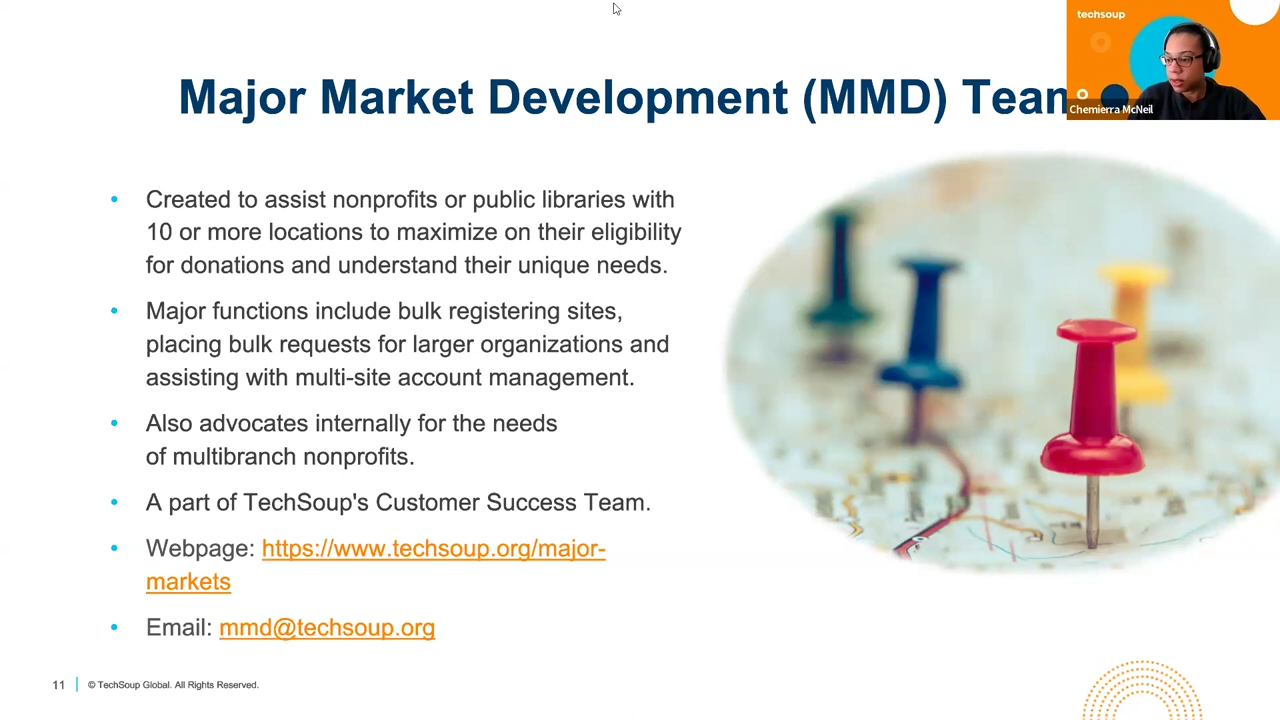 techsoup
Chemierra McNeil
Major Market Development (MMD) Team
• Created to assist nonprofits or public libraries with
10 or more locations to maximize on their eligibility
for donations and understand their unique needs.
• Major functions include bulk registering sites,
placing bulk requests for larger organizations and
assisting with multi-site account management.
• Also advocates internally for the needs
of multibranch nonprofits.
• A part of TechSoup's Customer Success Team.
• Webpage: https://www.techsoup.org/major-
markets
• Email: mmd@techsoup.org
11 © TechSoup Global. All Rights Reserved.